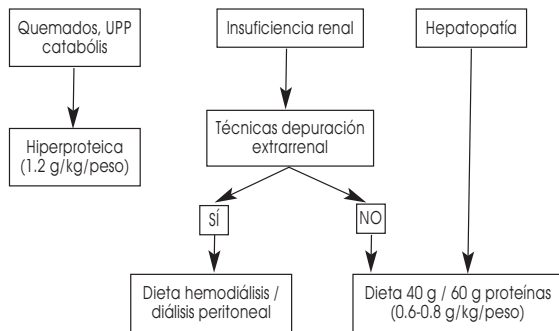 Quemados, UPP
catabólis
Hiperproteica
(1.2 g/kg/peso)
Insuficiencia renal
Técnicas depuración
extrarrenal
SÍ
NO
Dieta hemodiálisis /
diálisis peritoneal
Hepatopatía
Dieta 40 g / 60 g proteínas
(0.6-0.8 g/kg/peso)